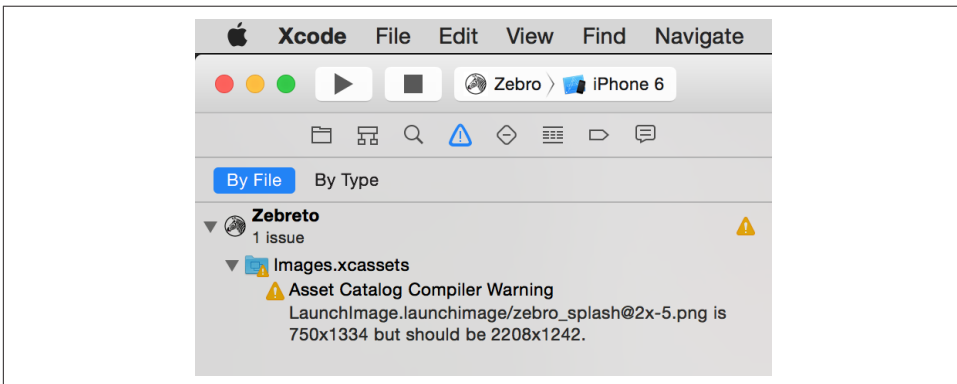 Xcode File Edit View Find Navigate
Zebro iPhone 6
By File By Type
Zebreto
1 issue
Images.xcassets
Asset Catalog Compiler Warning
LaunchImage.launchimage/zebro_splash@2x-5.png is
750x1334 but should be 2208x1242.